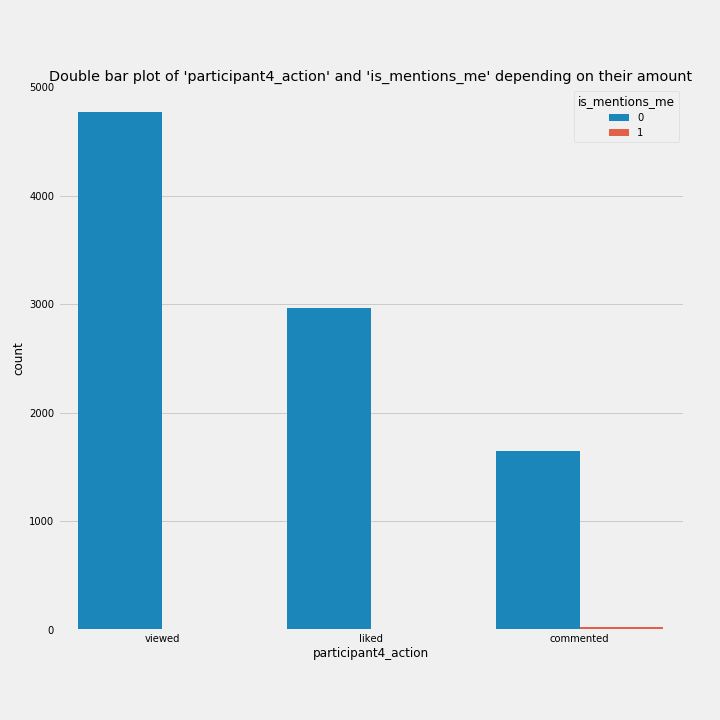 Double bar plot of 'participant4_action' and 'is_mentions_me' depending on their amount
5000
is_mentions_me
0
1
4000
3000
count
2000
1000
0
viewed liked commented
participant4_action